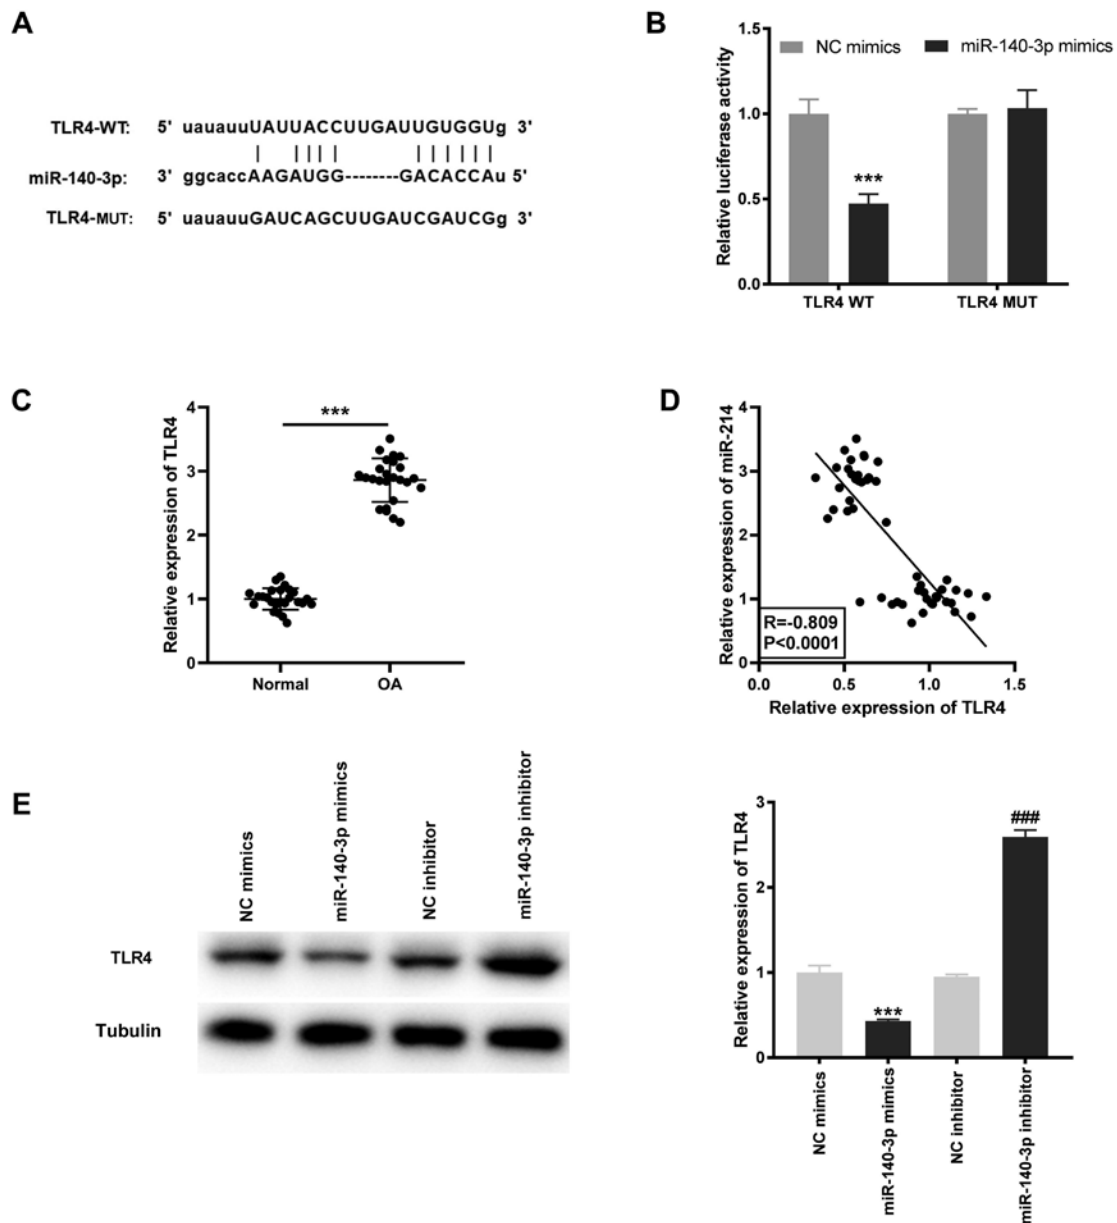 A
TLR4-WT: 5' uauauuUAUUACCUUGAUUGUGGUg 3'
miR-140-3p: 3' ggcaccAAGAUGG--------GACACCAu 5'
TLR4-MUT: 5' uauauuGAUCAGCUUGAUCGAUCGg 3'
B
Relative luciferase activity
1.5
1.0
0.5
0.0
NC mimics
miR-140-3p mimics
***
TLR4 WT
TLR4 MUT
C
Relative expression of TLR4
4
3
2
1
0
***
Normal
OA
D
Relative expression of miR-214
4
3
2
1
0
R=-0.809
P<0.0001
0.0
0.5
1.0
1.5
Relative expression of TLR4
E
NC mimics
miR-140-3p mimics
NC inhibitor
miR-140-3p inhibitor
TLR4
Tubulin
Relative expression of TLR4
3
2
1
0
***
###
NC mimics
miR-140-3p mimics
NC inhibitor
miR-140-3p inhibitor